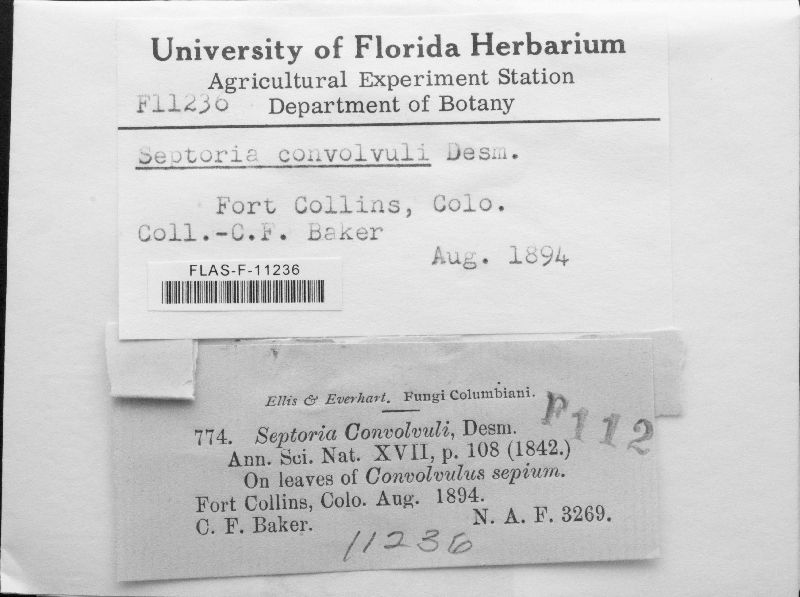 University of Florida Herbarium
Agricultural Experiment Station
F11236 Department of Botany
Septoria convolvuli Desm.
Fort Collins, Colo.
Coll.-C.F. Baker
Aug. 1894
FLAS-F-11236
Ellis & Everhart. Fungi Columbiani.
F112
774. Septoria Convolvuli, Desm.
Ann. Sci. Nat. XVII, p. 108 (1842.)
On leaves of Convolvulus sepium.
Fort Collins, Colo. Aug. 1894.
C. F. Baker. N. A. F. 3269.
11236